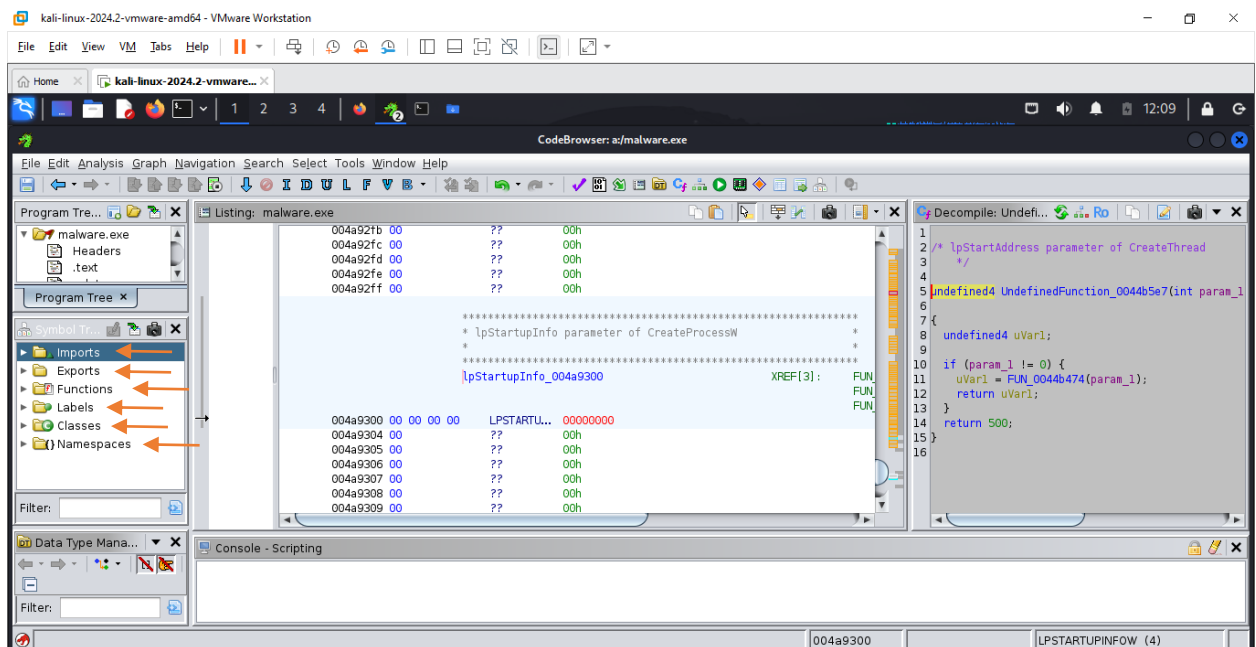 kali-linux-2024.2-vmware-amd64 - VMware Workstation
File Edit View VM Tabs Help
Home kali-linux-2024.2-vmware...
1 2 3 4 2 12:09
CodeBrowser: a:/malware.exe
File Edit Analysis Graph Navigation Search Select Tools Window Help
I D U L F V B
Program Tre...
malware.exe
Headers
.text
Program Tree ×
Symbol Tr...
Imports
Exports
Functions
Labels
Classes
Namespaces
Filter:
Data Type Mana...
Filter:
Listing: malware.exe
004a92fb 00 ?? 00h
004a92fc 00 ?? 00h
004a92fd 00 ?? 00h
004a92fe 00 ?? 00h
004a92ff 00 ?? 00h
* lpStartupInfo parameter of CreateProcessW *
* *
lpStartupInfo_004a9300 XREF[3]: FUN_
FUN_
FUN_
004a9300 00 00 00 00 LPSTARTU... 00000000
004a9304 00 ?? 00h
004a9305 00 ?? 00h
004a9306 00 ?? 00h
004a9307 00 ?? 00h
004a9308 00 ?? 00h
004a9309 00 ?? 00h
Decompile: Undefi... Ro
1
2 /* lpStartAddress parameter of CreateThread
3 */
4
5 undefined4 UndefinedFunction_0044b5e7(int param_1
6
7 {
8 undefined4 uVar1;
9
10 if (param_1 != 0) {
11 uVar1 = FUN_0044b474(param_1);
12 return uVar1;
13 }
14 return 500;
15 }
16
Console - Scripting
004a9300 LPSTARTUPINFOW (4)